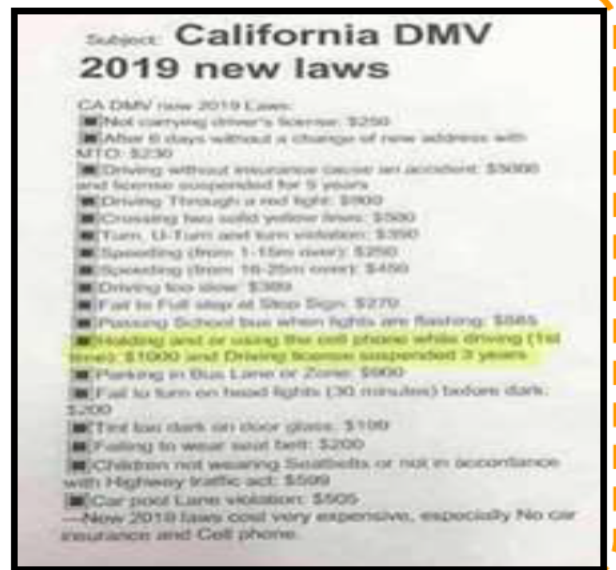 Subject: California DMV
2019 new laws
CA DMV new 2019 Laws:
Not carrying driver's license: $250
After 6 days without a change of new address with
MTO: $230
Driving without insurance cause an accident: $5000
and license suspended for 5 years
Driving Through a red light: $900
Crossing two solid yellow lines: $500
Turn, U-Turn and turn violation: $350
Speeding (from 1-15m over): $250
Speeding (from 16-25m over): $450
Driving too slow: $389
Fail to Full stop at Stop Sign: $270
Passing School bus when lights are flashing: $685
Holding and or using the cell phone while driving (1st
time): $1000 and Driving license suspended 3 years
Parking in Bus Lane or Zone: $900
Fail to turn on head lights (30 minutes) before dark:
$200
Tint too dark on door glass: $190
Failing to wear seat belt: $200
Children not wearing Seatbelts or not in accordance
with Highway traffic act: $599
Car pool Lane violation: $505
—New 2019 laws cost very expensive, especially No car
insurance and Cell phone.